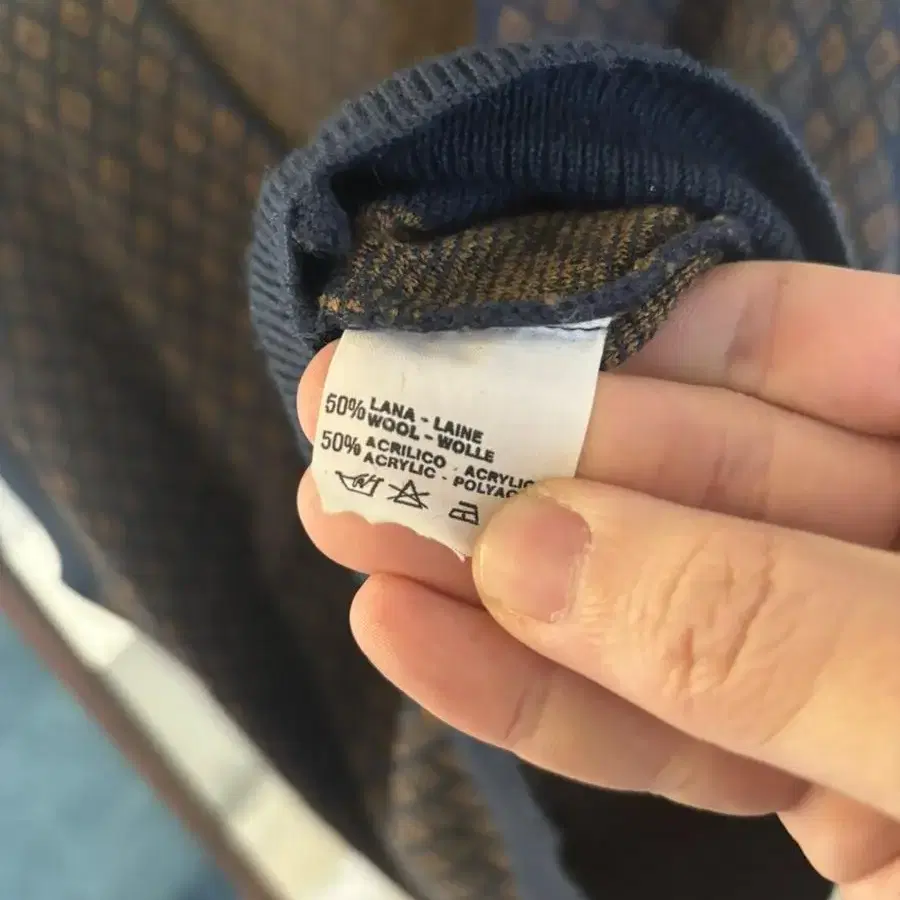 50% LANA - LAINE
WOOL - WOLLE
50% ACRILICO - ACRYLIC
ACRYLIC -